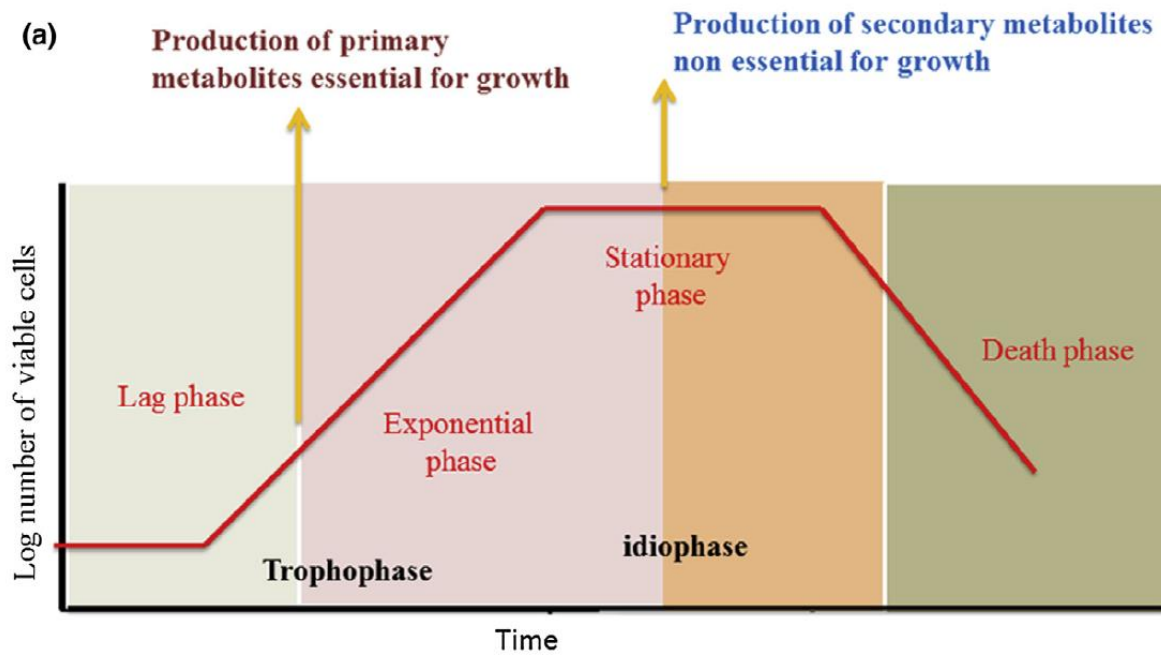 (a)
Production of primary
metabolites essential for growth
Production of secondary metabolites
non essential for growth
Log number of viable cells
Lag phase
Exponential
phase
Stationary
phase
Death phase
Trophophase
idiophase
Time